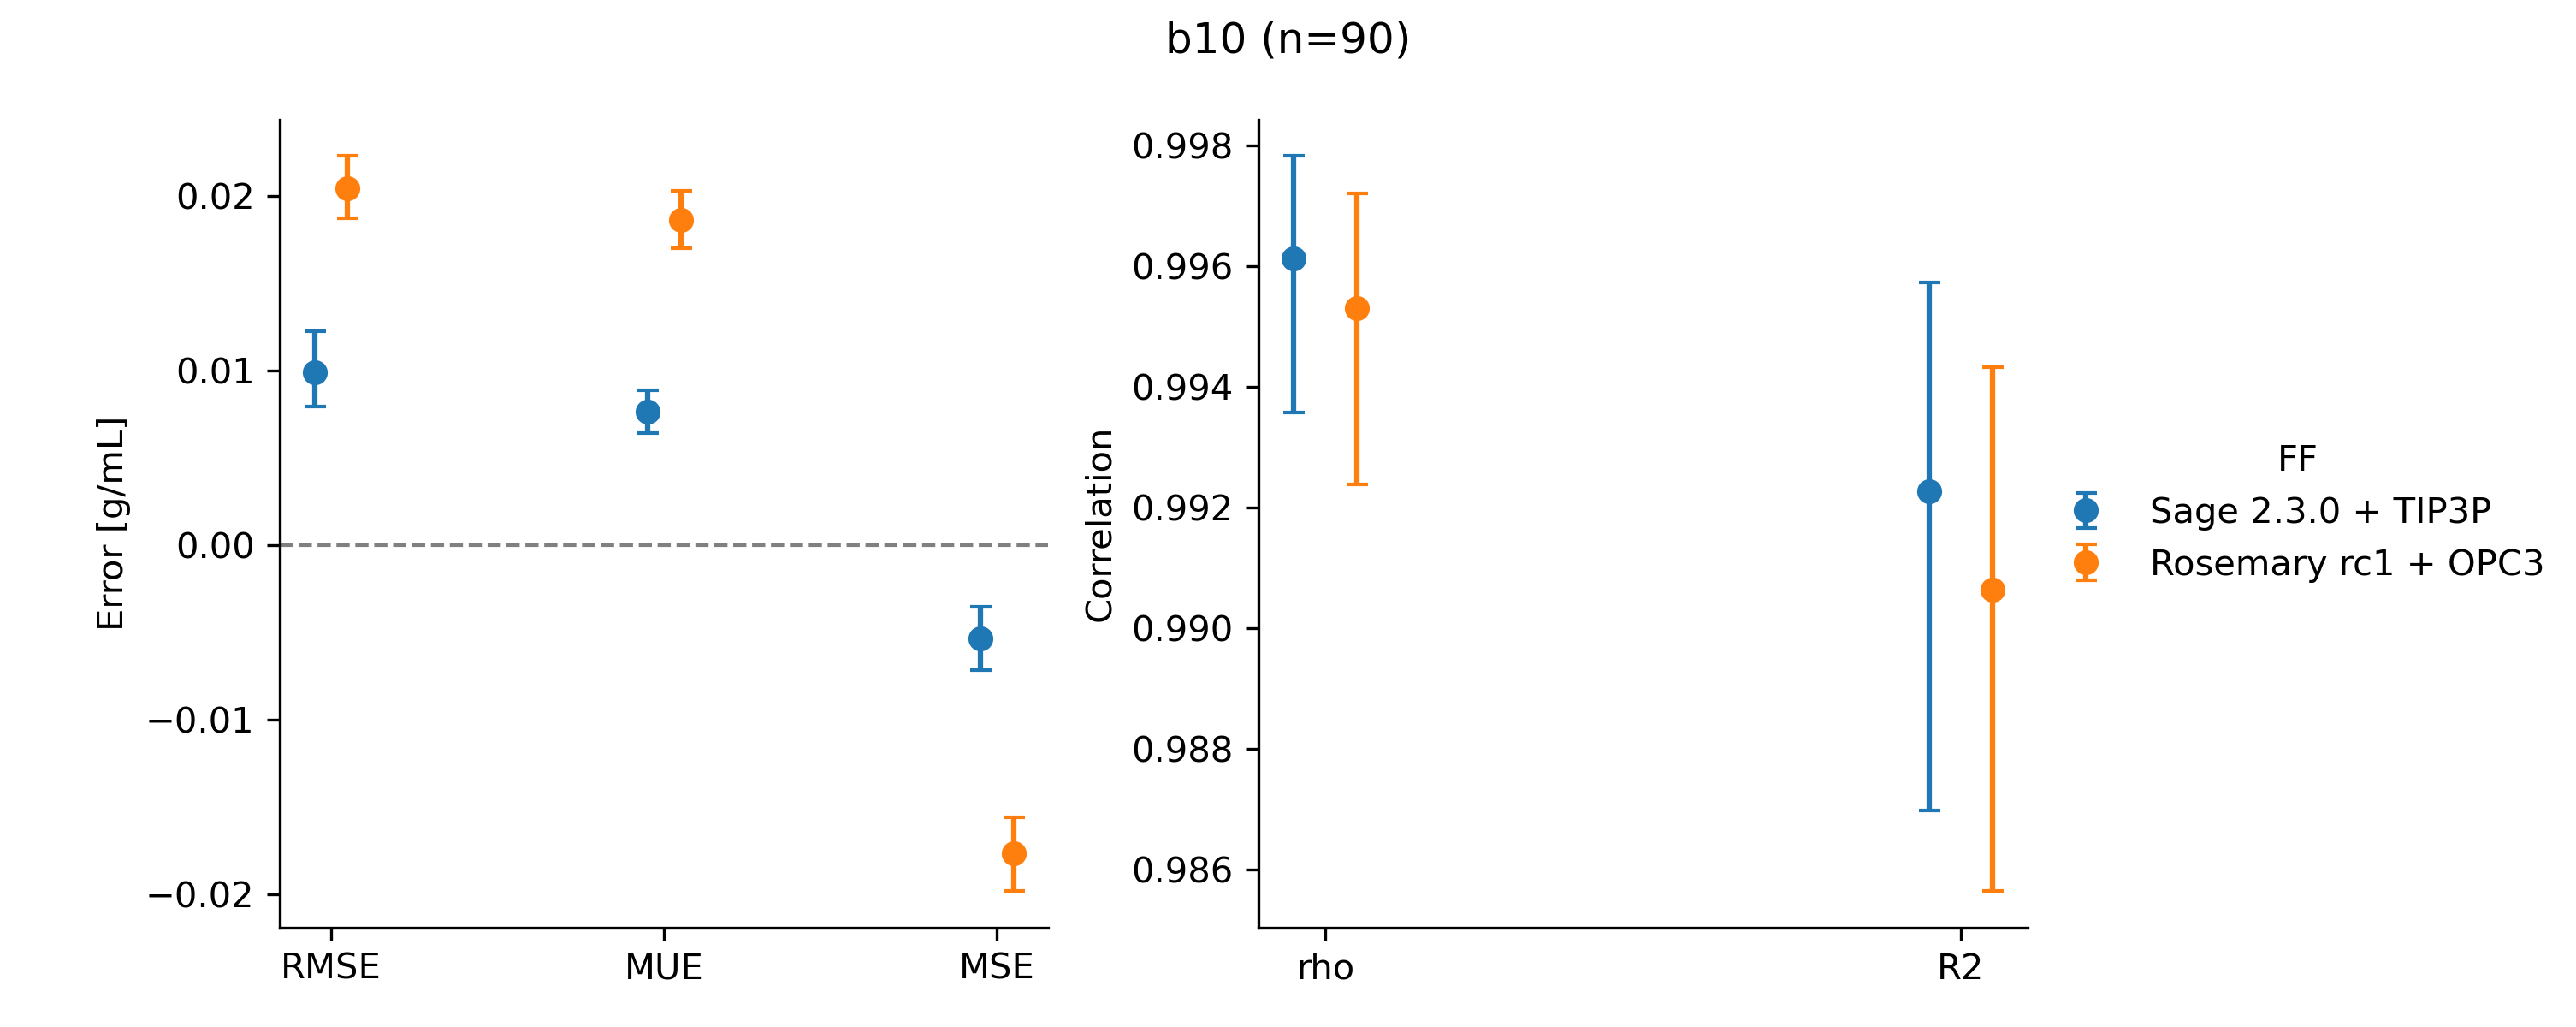 b10 (n=90)
Error [g/mL]
0.02
0.01
0.00
−0.01
−0.02
RMSE
MUE
MSE
Correlation
0.998
0.996
0.994
0.992
0.990
0.988
0.986
rho
R2
FF
Sage 2.3.0 + TIP3P
Rosemary rc1 + OPC3